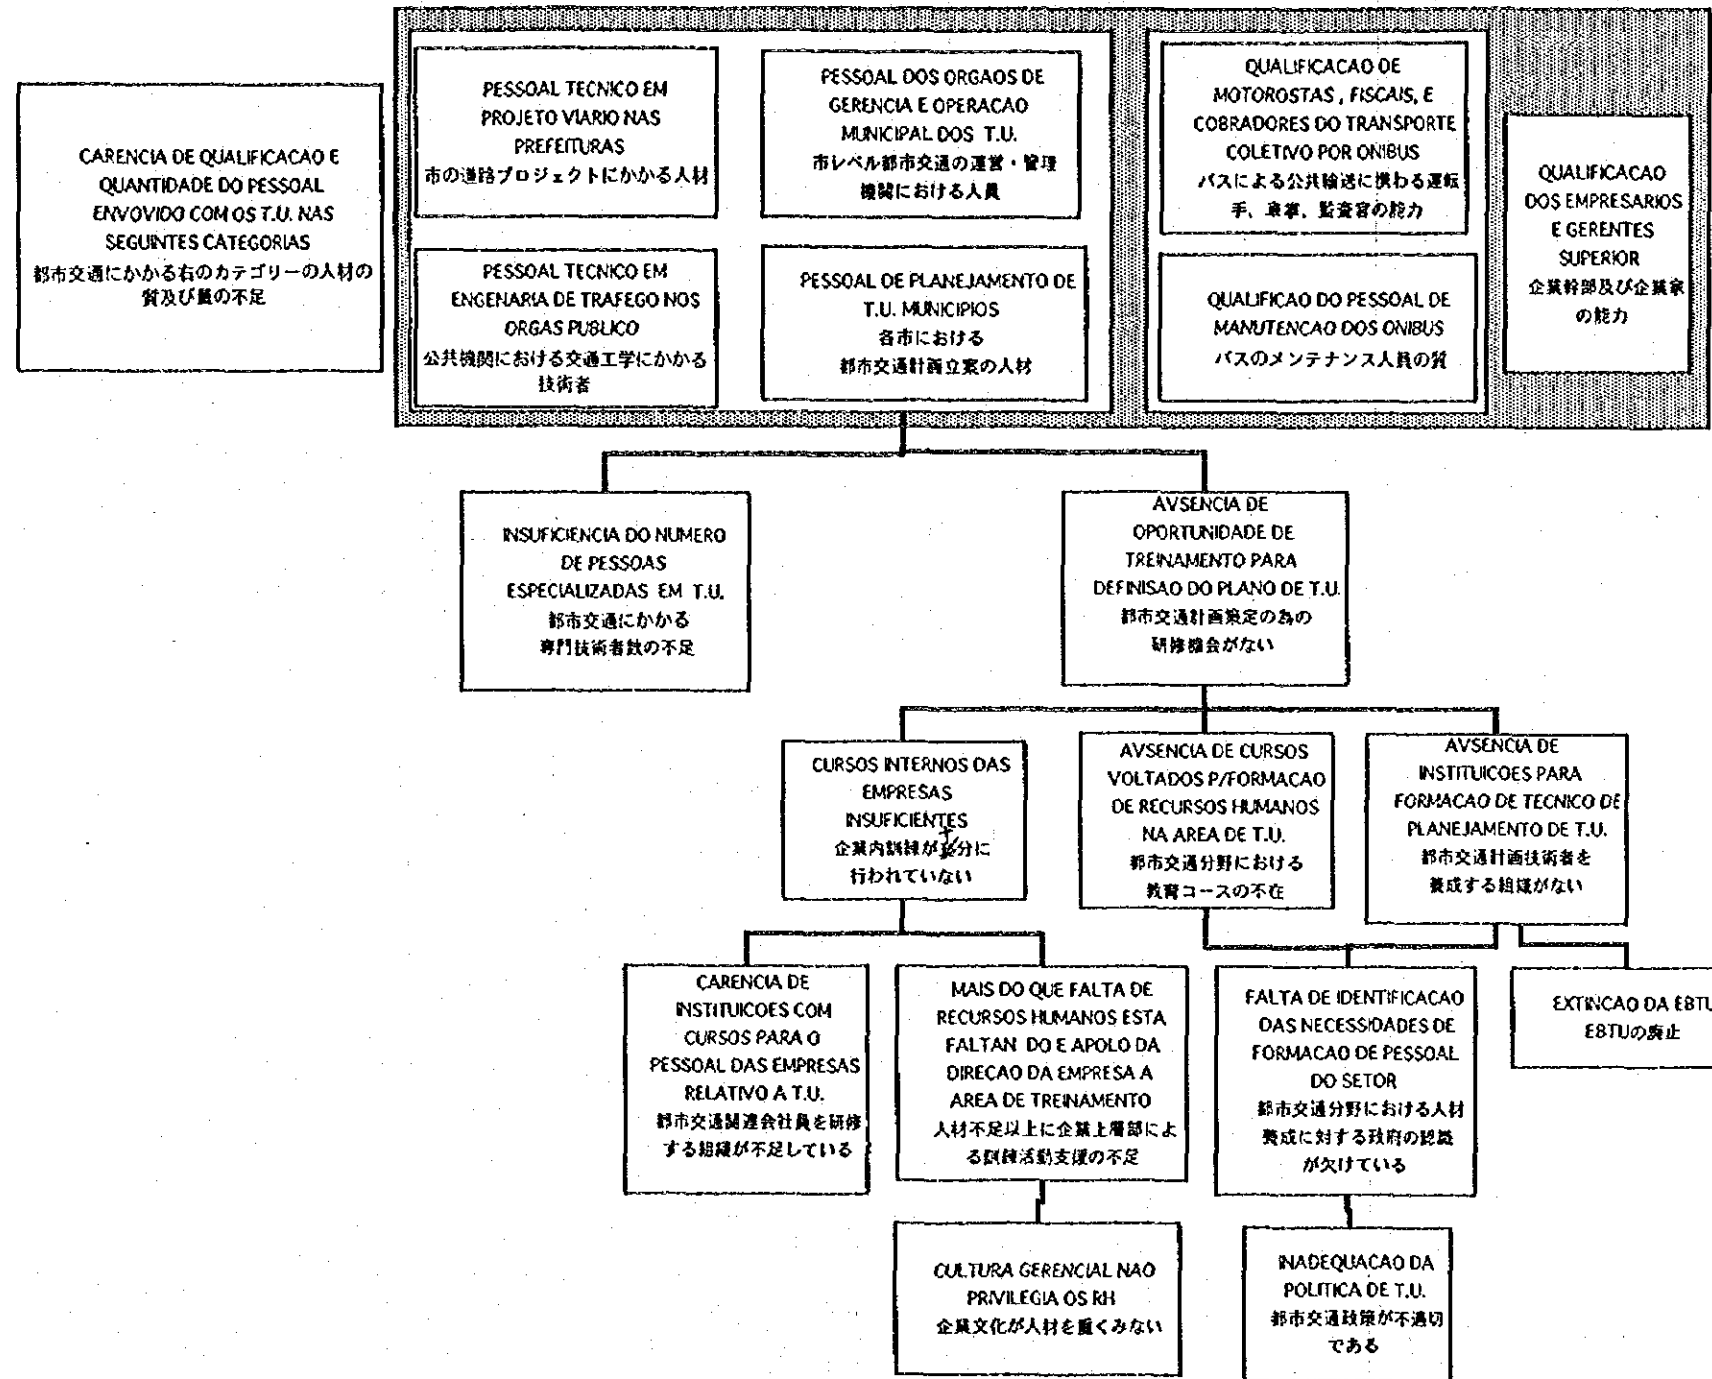 CARENCIA DE QUALIFICACAO E
QUANTIDADE DO PESSOAL
ENVOVIDO COM OS T.U. NAS
SEGUINTES CATEGORIAS
都市交通にかかる右のカテゴリーの人材の
質及び量の不足
PESSOAL TECNICO EM
PROJETO VIARIO NAS
PREFEITURAS
市の道路プロジェクトにかかる人材
PESSOAL DOS ORGAOS DE
GERENCIA E OPERACAO
MUNICIPAL DOS T.U.
市レベル都市交通の運営・管理
機関における人員
QUALIFICACAO DE
MOTOROSTAS , FISCAIS, E
COBRADORES DO TRANSPORTE
COLETIVO POR ONIBUS
バスによる公共輸送に携わる運転
手、車掌、監査官の能力
QUALIFICACAO
DOS EMPRESARIOS
E GERENTES
SUPERIOR
企業幹部及び企業家
の能力
PESSOAL TECNICO EM
ENGENARIA DE TRAFEGO NOS
ORGAS PUBLICO
公共機関における交通工学にかかる
技術者
PESSOAL DE PLANEJAMENTO DE
T.U. MUNICIPIOS
各市における
都市交通計画立案の人材
QUALIFICAO DO PESSOAL DE
MANUTENCAO DOS ONIBUS
バスのメンテナンス人員の質
INSUFICIENCIA DO NUMERO
DE PESSOAS
ESPECIALIZADAS EM T.U.
都市交通にかかる
専門技術者数の不足
AVSENCIA DE
OPORTUNIDADE DE
TREINAMENTO PARA
DEFINISAO DO PLANO DE T.U.
都市交通計画策定の為の
研修機会がない
CURSOS INTERNOS DAS
EMPRESAS
INSUFICIENTES
企業内訓練が十分に
行われていない
AVSENCIA DE CURSOS
VOLTADOS P/FORMACAO
DE RECURSOS HUMANOS
NA AREA DE T.U.
都市交通分野における
教育コースの不在
AVSENCIA DE
INSTITUICOES PARA
FORMACAO DE TECNICO DE
PLANEJAMENTO DE T.U.
都市交通計画技術者を
養成する組織がない
CARENCIA DE
INSTITUICOES COM
CURSOS PARA O
PESSOAL DAS EMPRESAS
RELATIVO A T.U.
都市交通関連会社員を研修
する組織が不足している
MAIS DO QUE FALTA DE
RECURSOS HUMANOS ESTA
FALTAN DO E APOLO DA
DIRECAO DA EMPRESA A
AREA DE TREINAMENTO
人材不足以上に企業上層部によ
る訓練活動支援の不足
FALTA DE IDENTIFICACAO
DAS NECESSIDADES DE
FORMACAO DE PESSOAL
DO SETOR
都市交通分野における人材
養成に対する政府の認識
が欠けている
EXTINCAO DA EBTU
EBTUの廃止
CULTURA GERENCIAL NAO
PRIVILEGIA OS RH
企業文化が人材を重くみない
INADEQUACAO DA
POLITICA DE T.U.
都市交通政策が不適切
である